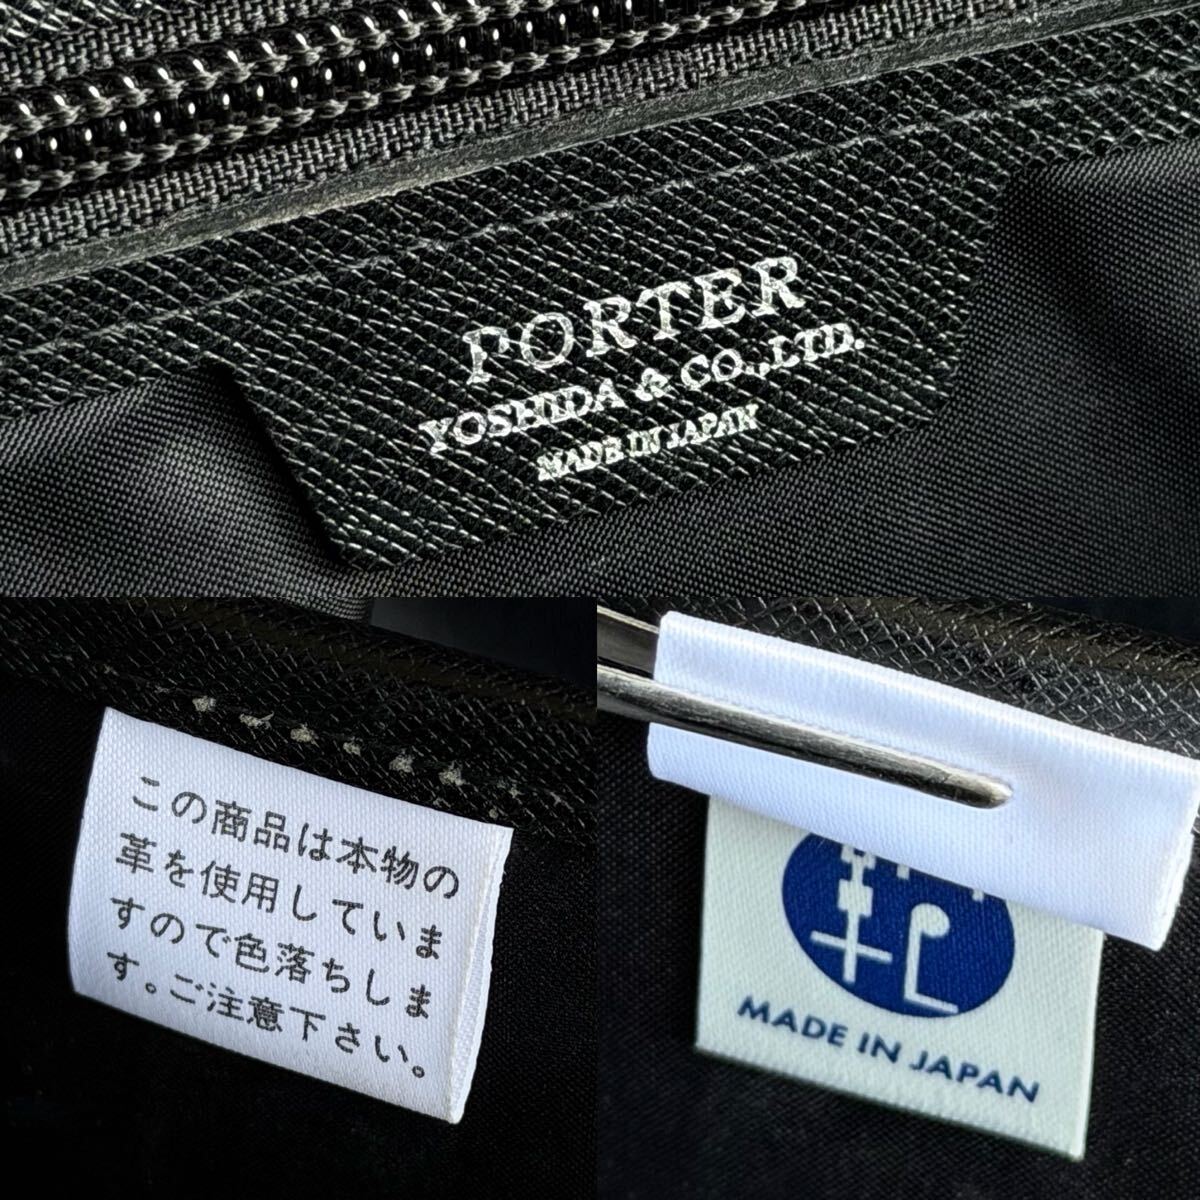 PORTER
YOSHIDA & CO.,LTD.
MADE IN JAPAN
この商品は本物の
革を使用していま
すので色落ちしま
す。ご注意下さい。
MADE IN JAPAN